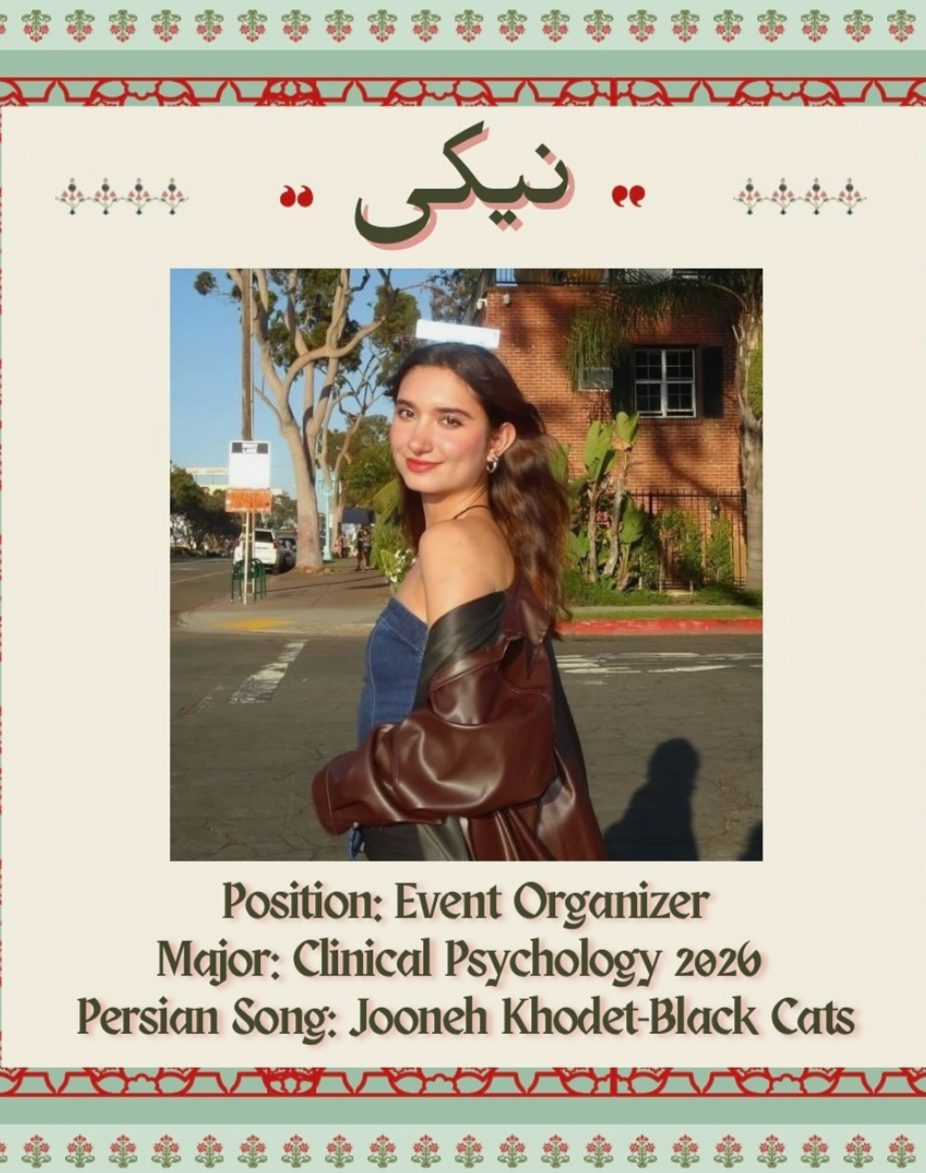 “ نیکی ”
Position: Event Organizer
Major: Clinical Psychology 2026
Persian Song: Jooneh Khodet-Black Cats